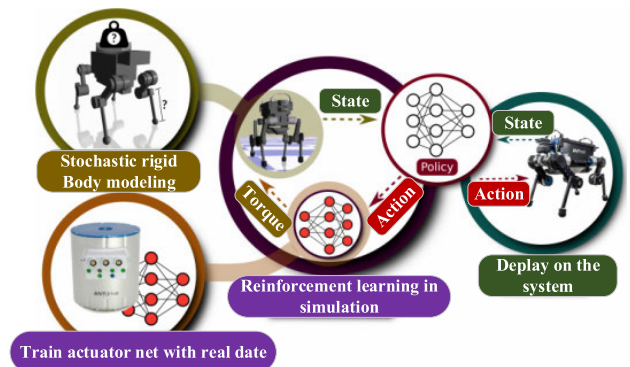 ?
?
Stochastic rigid
Body modeling
State
Policy
State
Action
Torque
Action
Deplay on the
system
Reinforcement learning in
simulation
Train actuator net with real date